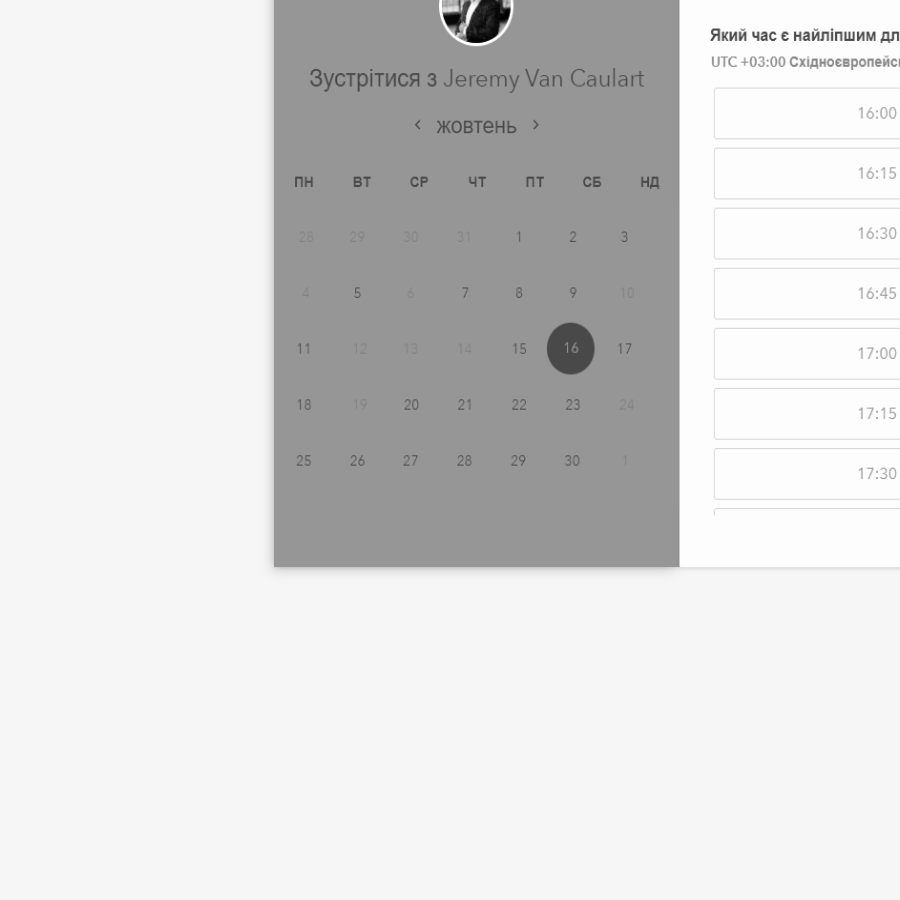 Зустрітися з Jeremy Van Caulart
‹ жовтень ›
ПН ВТ СР ЧТ ПТ СБ НД
28 29 30 31 1 2 3
4 5 6 7 8 9 10
11 12 13 14 15 16 17
18 19 20 21 22 23 24
25 26 27 28 29 30 1
Який час є найліпшим дл
UTC +03:00 Східноєвропейс
16:00
16:15
16:30
16:45
17:00
17:15
17:30